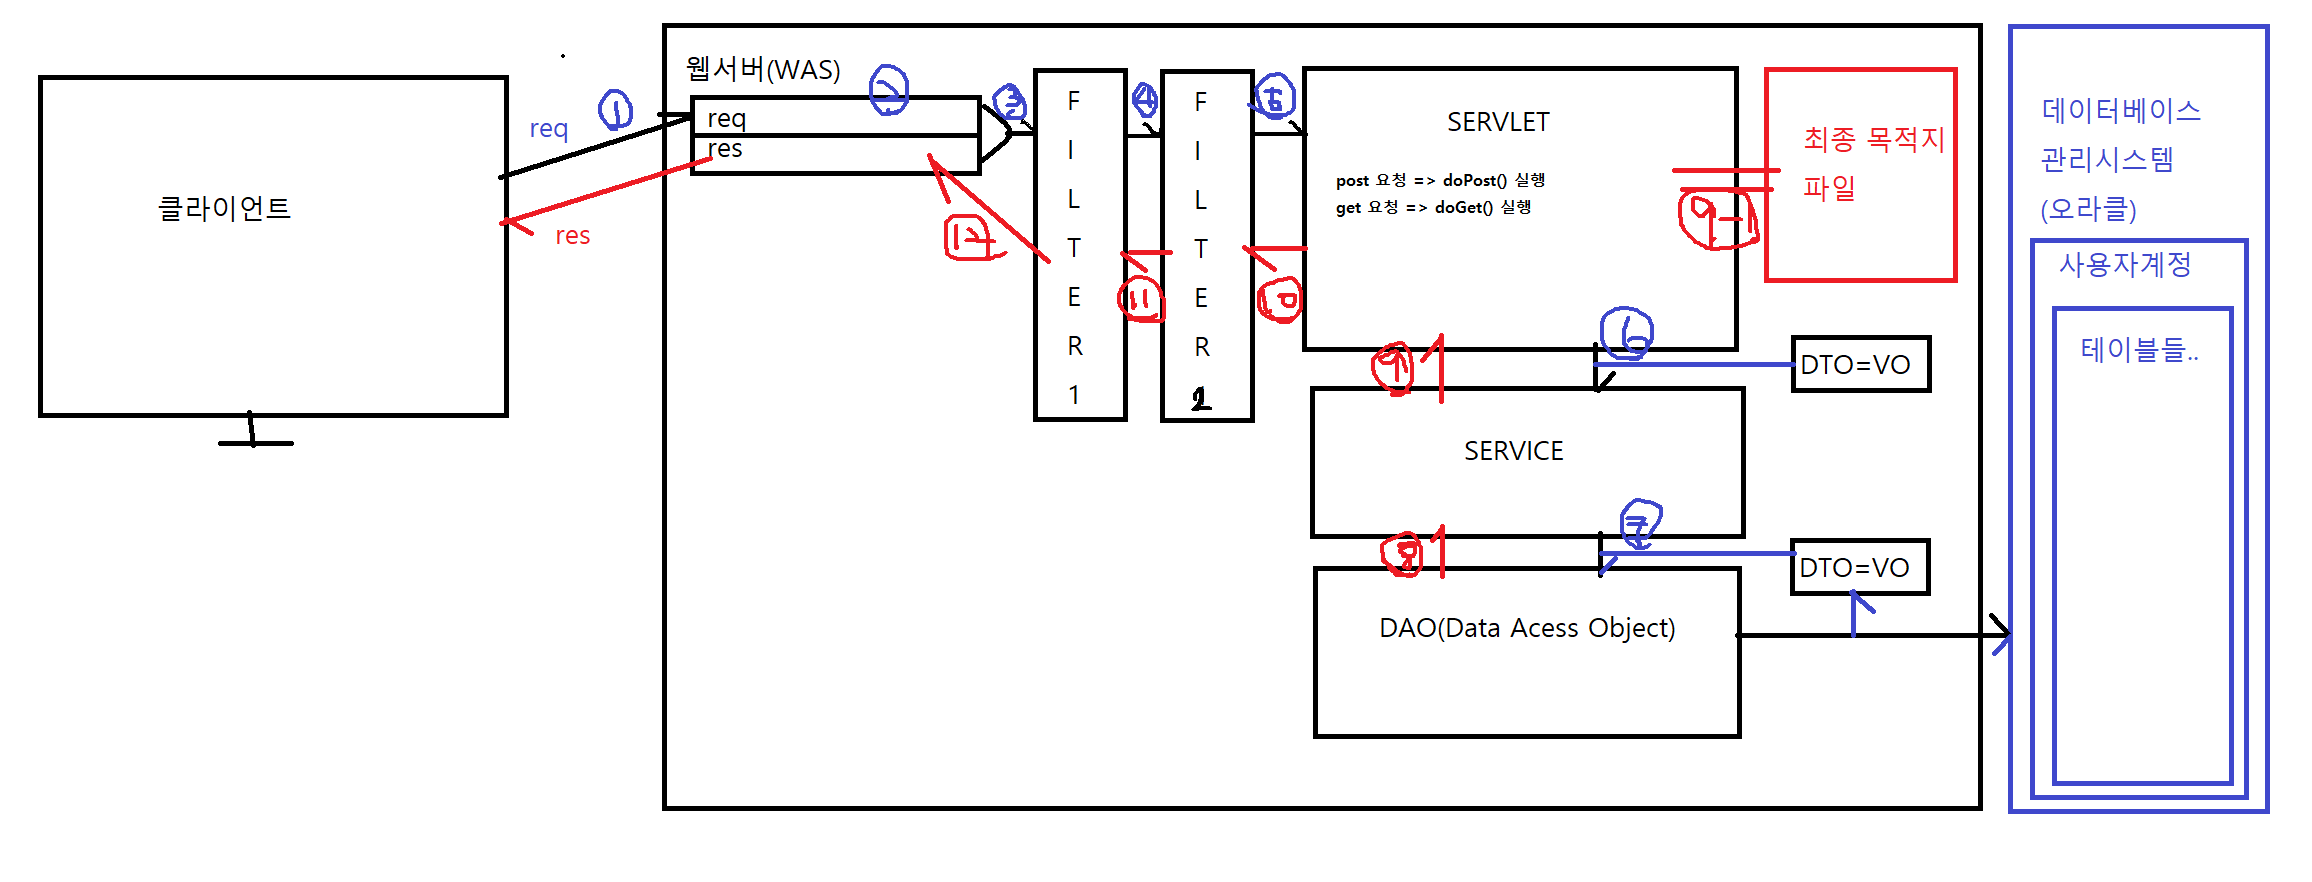 클라이언트
req
①
res
웹서버(WAS)
②
req
res
③
FILTER1
④
FILTER2
⑤
SERVLET
post 요청 => doPost() 실행
get 요청 => doGet() 실행
최종 목적지
파일
9-1
⑫
⑪
⑩
⑨
⑥
DTO=VO
SERVICE
⑧
⑦
DTO=VO
DAO(Data Acess Object)
데이터베이스
관리시스템
(오라클)
사용자계정
테이블들..